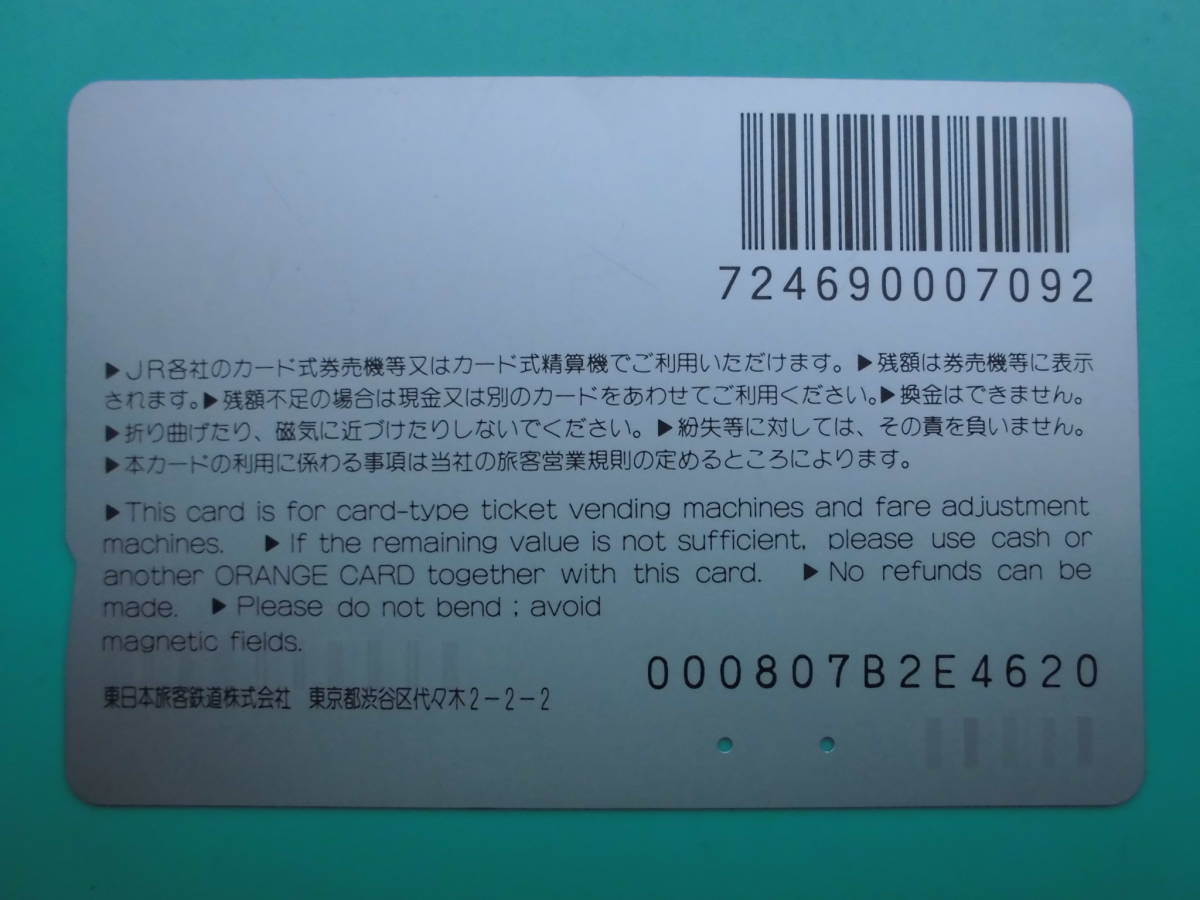 724690007092
▶JR各社のカード式券売機等又はカード式精算機でご利用いただけます。▶残額は券売機等に表示
されます。▶残額不足の場合は現金又は別のカードをあわせてご利用ください。▶換金はできません。
▶折り曲げたり、磁気に近づけたりしないでください。▶紛失等に対しては、その責を負いません。
▶本カードの利用に係わる事項は当社の旅客営業規則の定めるところによります。
▶This card is for card-type ticket vending machines and fare adjustment
machines. ▶If the remaining value is not sufficient, please use cash or
another ORANGE CARD together with this card. ▶No refunds can be
made. ▶Please do not bend; avoid
magnetic fields.
000807B2E4620
東日本旅客鉄道株式会社 東京都渋谷区代々木2-2-2